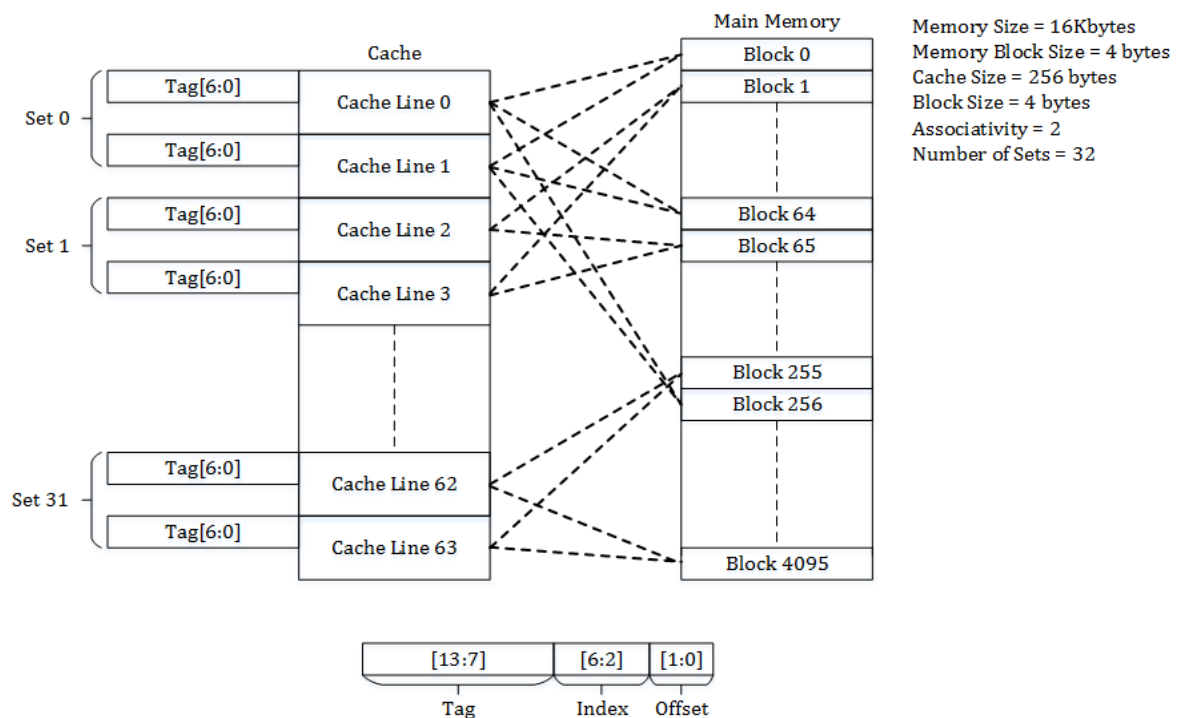 Main Memory
Memory Size = 16Kbytes
Memory Block Size = 4 bytes
Cache Size = 256 bytes
Block Size = 4 bytes
Associativity = 2
Number of Sets = 32
Cache
Set 0
Tag[6:0]
Cache Line 0
Tag[6:0]
Cache Line 1
Set 1
Tag[6:0]
Cache Line 2
Tag[6:0]
Cache Line 3
Set 31
Tag[6:0]
Cache Line 62
Tag[6:0]
Cache Line 63
Block 0
Block 1
Block 64
Block 65
Block 255
Block 256
Block 4095
[13:7] [6:2] [1:0]
Tag Index Offset